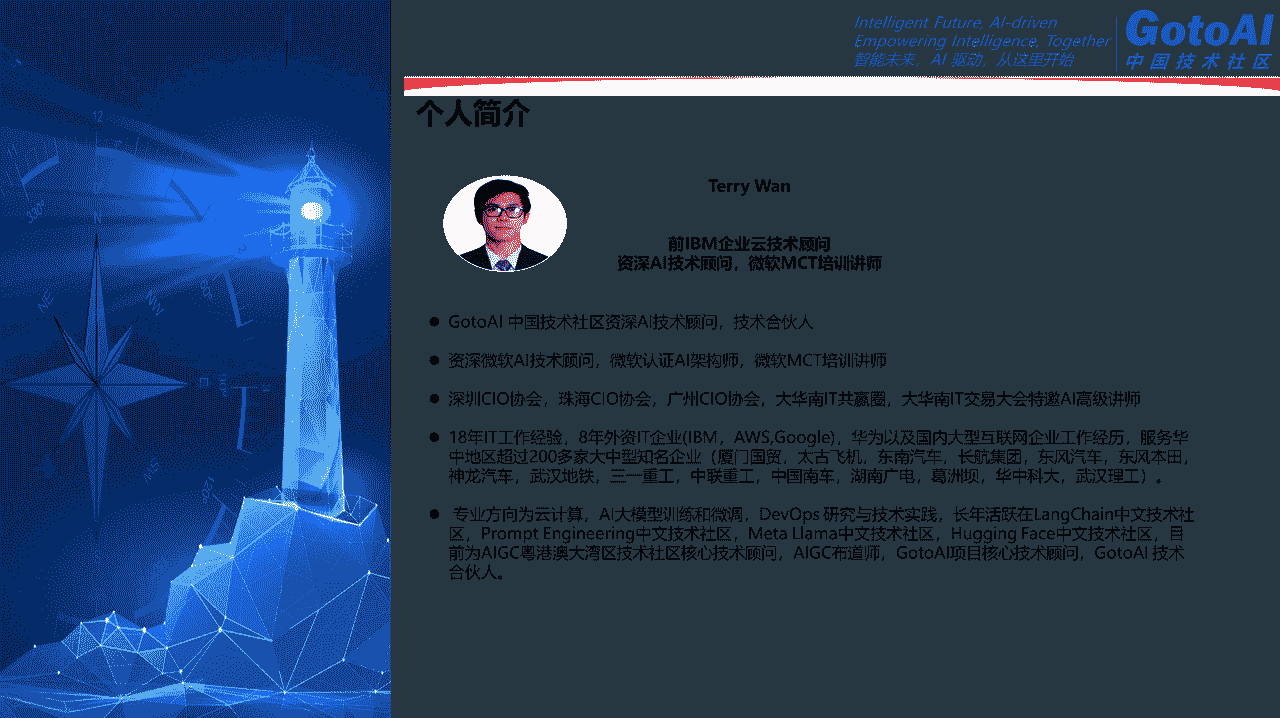 Intelligent Future, AI-driven
Empowering Intelligence, Together
智能未来，AI 驱动，从这里开始
GotoAI
中国技术社区
个人简介
Terry Wan
前IBM企业云技术顾问
资深AI技术顾问，微软MCT培训讲师
● GotoAI 中国技术社区资深AI技术顾问，技术合伙人
● 资深微软AI技术顾问，微软认证AI架构师，微软MCT培训讲师
● 深圳CIO协会，珠海CIO协会，广州CIO协会，大华南IT共赢圈，大华南IT交易大会特邀AI高级讲师
● 18年IT工作经验，8年外资IT企业(IBM，AWS,Google)，华为以及国内大型互联网企业工作经历，服务华
中地区超过200多家大中型知名企业（厦门国贸，太古飞机，东南汽车，长航集团，东风汽车，东风本田，
神龙汽车，武汉地铁，三一重工，中联重工，中国南车，湖南广电，葛洲坝，华中科大，武汉理工）。
● 专业方向为云计算，AI大模型训练和微调，DevOps 研究与技术实践，长年活跃在LangChain中文技术社
区，Prompt Engineering中文技术社区，Meta Llama中文技术社区，Hugging Face中文技术社区，目
前为AIGC粤港澳大湾区技术社区核心技术顾问，AIGC布道师，GotoAI项目核心技术顾问，GotoAI 技术
合伙人。
12
N
330°
NE
NW
E